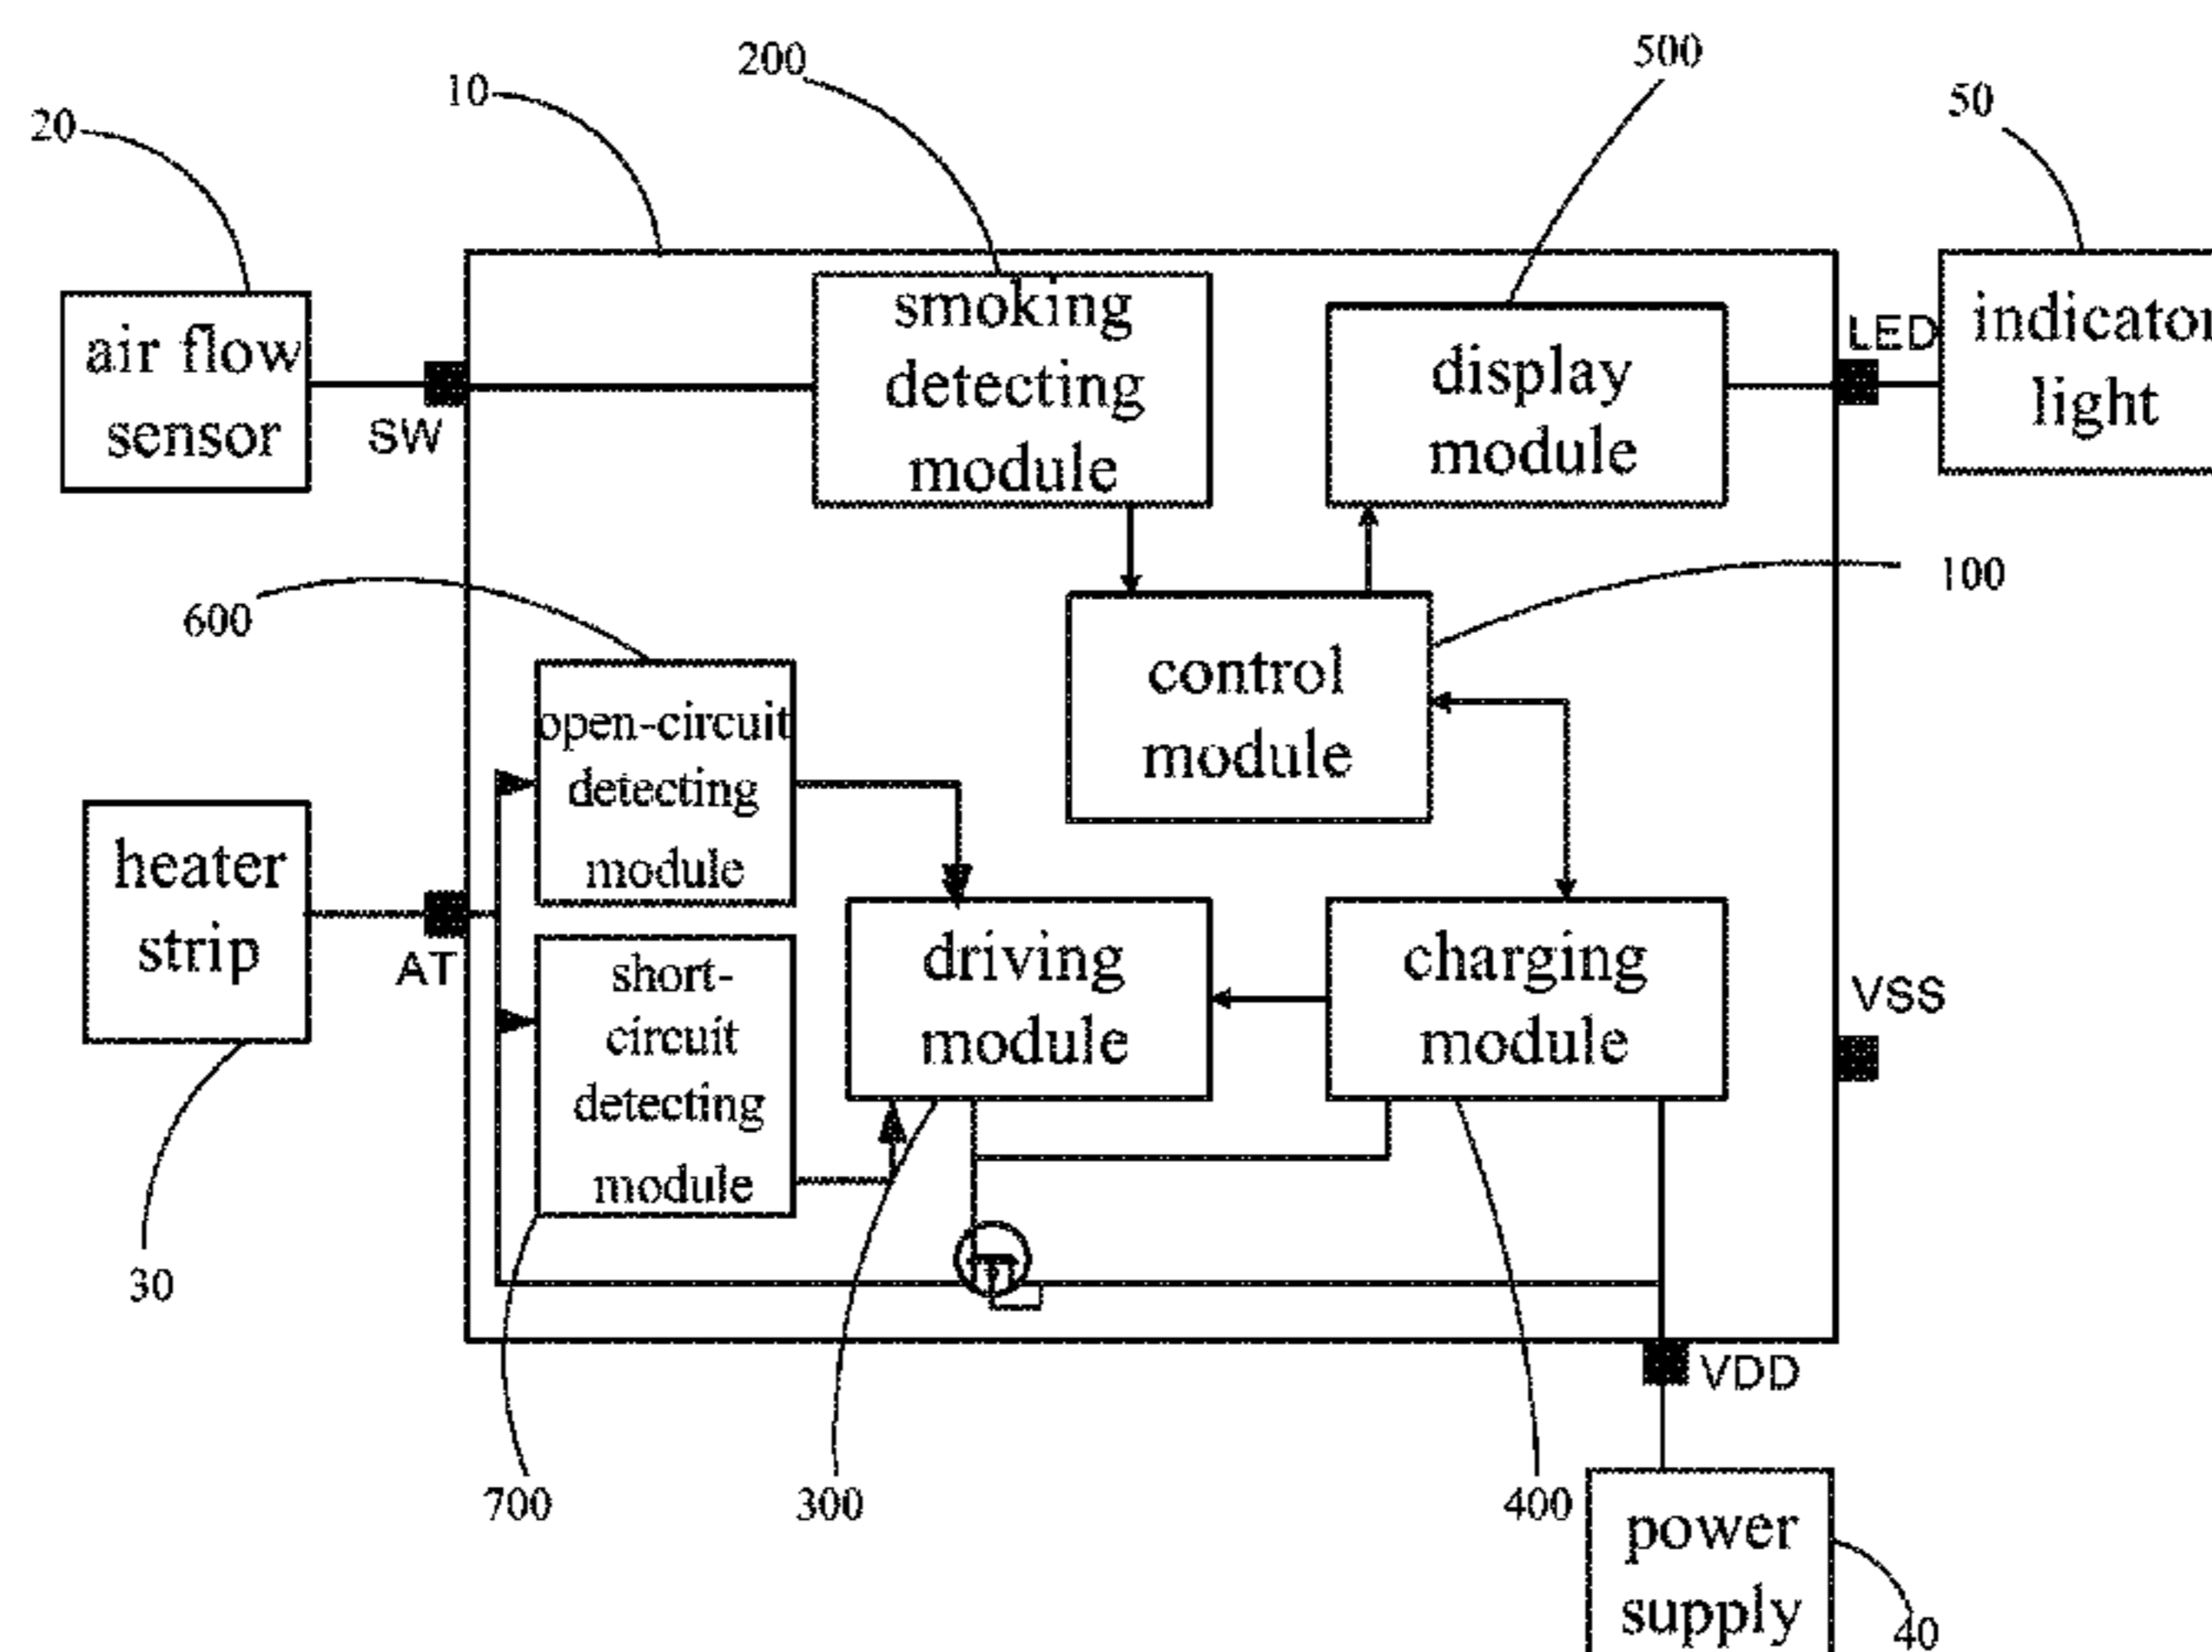 200
500
10
50
20
smoking
detecting
module
air flow
sensor
SW
display
module
LED
indicator
light
600
100
control
module
open-circuit
detecting
module
heater
strip
AT
short-
circuit
detecting
module
driving
module
charging
module
VSS
30
VDD
700
300
400
power
supply
40